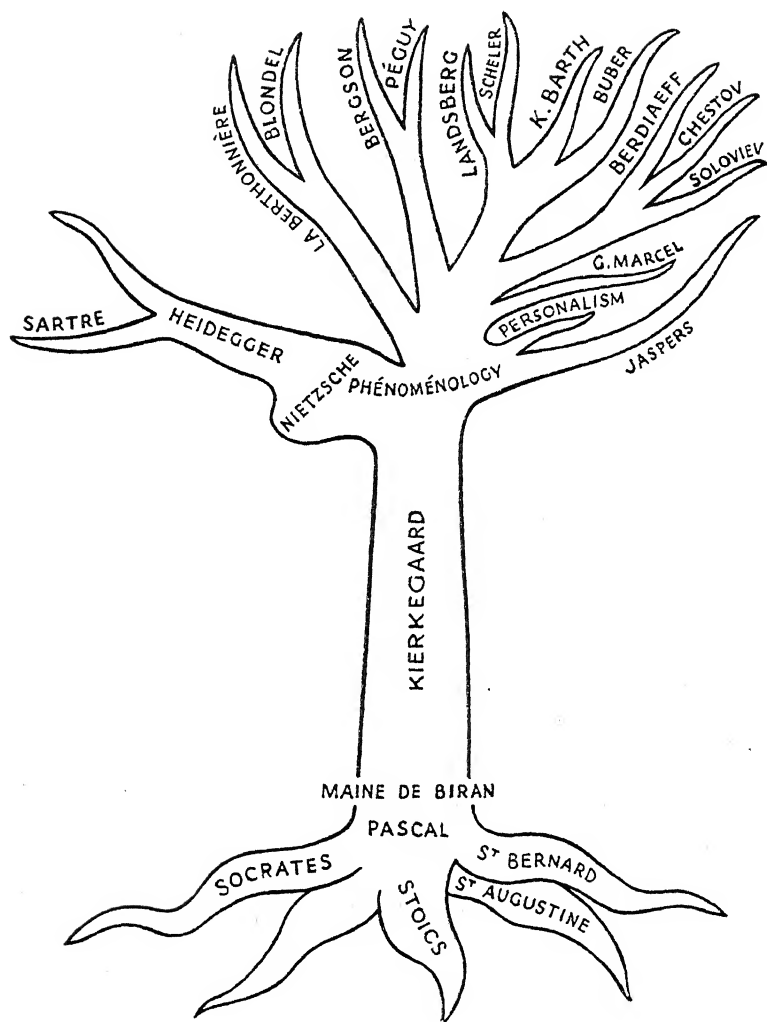 LA BERTHONNIÈRE
BLONDEL
BERGSON
PÉGUY
LANDSBERG
SCHELER
K. BARTH
BUBER
BERDIAEFF
CHESTOV
SOLOVIEV
G. MARCEL
PERSONALISM
JASPERS
SARTRE
HEIDEGGER
NIETZSCHE
PHÉNOMÉNOLOGY
KIERKEGAARD
MAINE DE BIRAN
PASCAL
SOCRATES
STOICS
ST AUGUSTINE
ST BERNARD